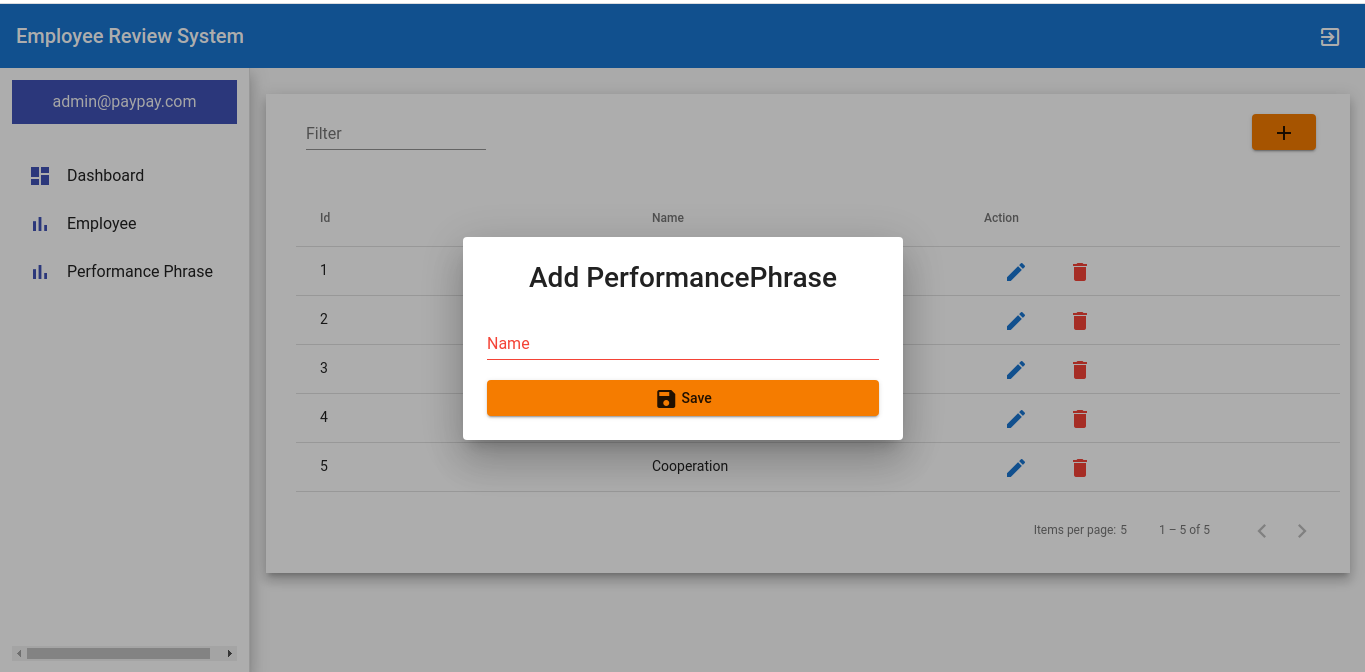 Employee Review System
admin@paypay.com
Dashboard
Employee
Performance Phrase
Filter
Id Name Action
1
2
3
4
5 Cooperation
Add PerformancePhrase
Name
Save
Items per page: 5 1 – 5 of 5